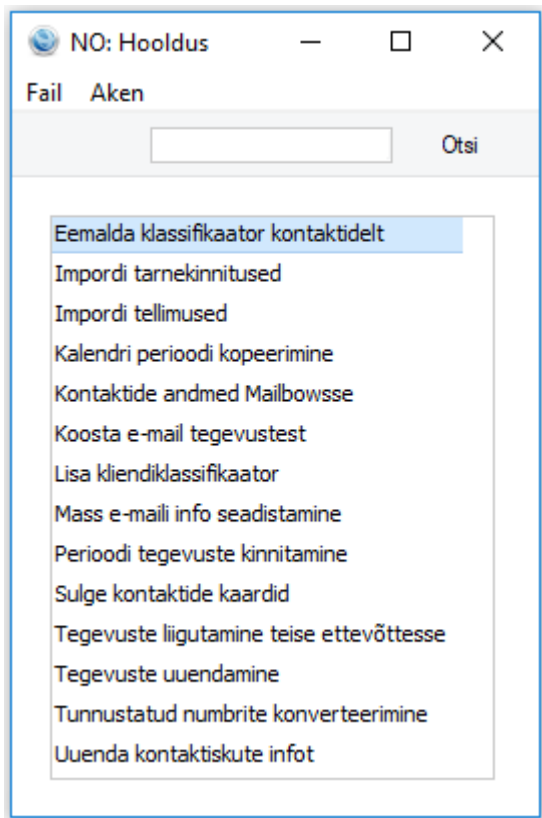 NO: Hooldus
Fail Aken
Otsi
Eemalda klassifikaator kontaktidelt
Impordi tarnekinnitused
Impordi tellimused
Kalendri perioodi kopeerimine
Kontaktide andmed Mailbowsse
Koosta e-mail tegevustest
Lisa kliendiklassifikaator
Mass e-maili info seadistamine
Perioodi tegevuste kinnitamine
Sulge kontaktide kaardid
Tegevuste liigutamine teise ettevõttesse
Tegevuste uuendamine
Tunnustatud numbrite konverteerimine
Uuenda kontaktiskute infot